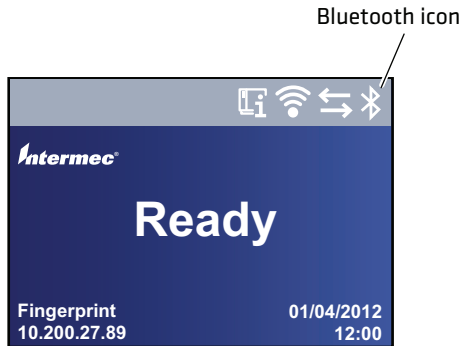 Bluetooth icon
Intermec®
Ready
Fingerprint
01/04/2012
10.200.27.89
12:00